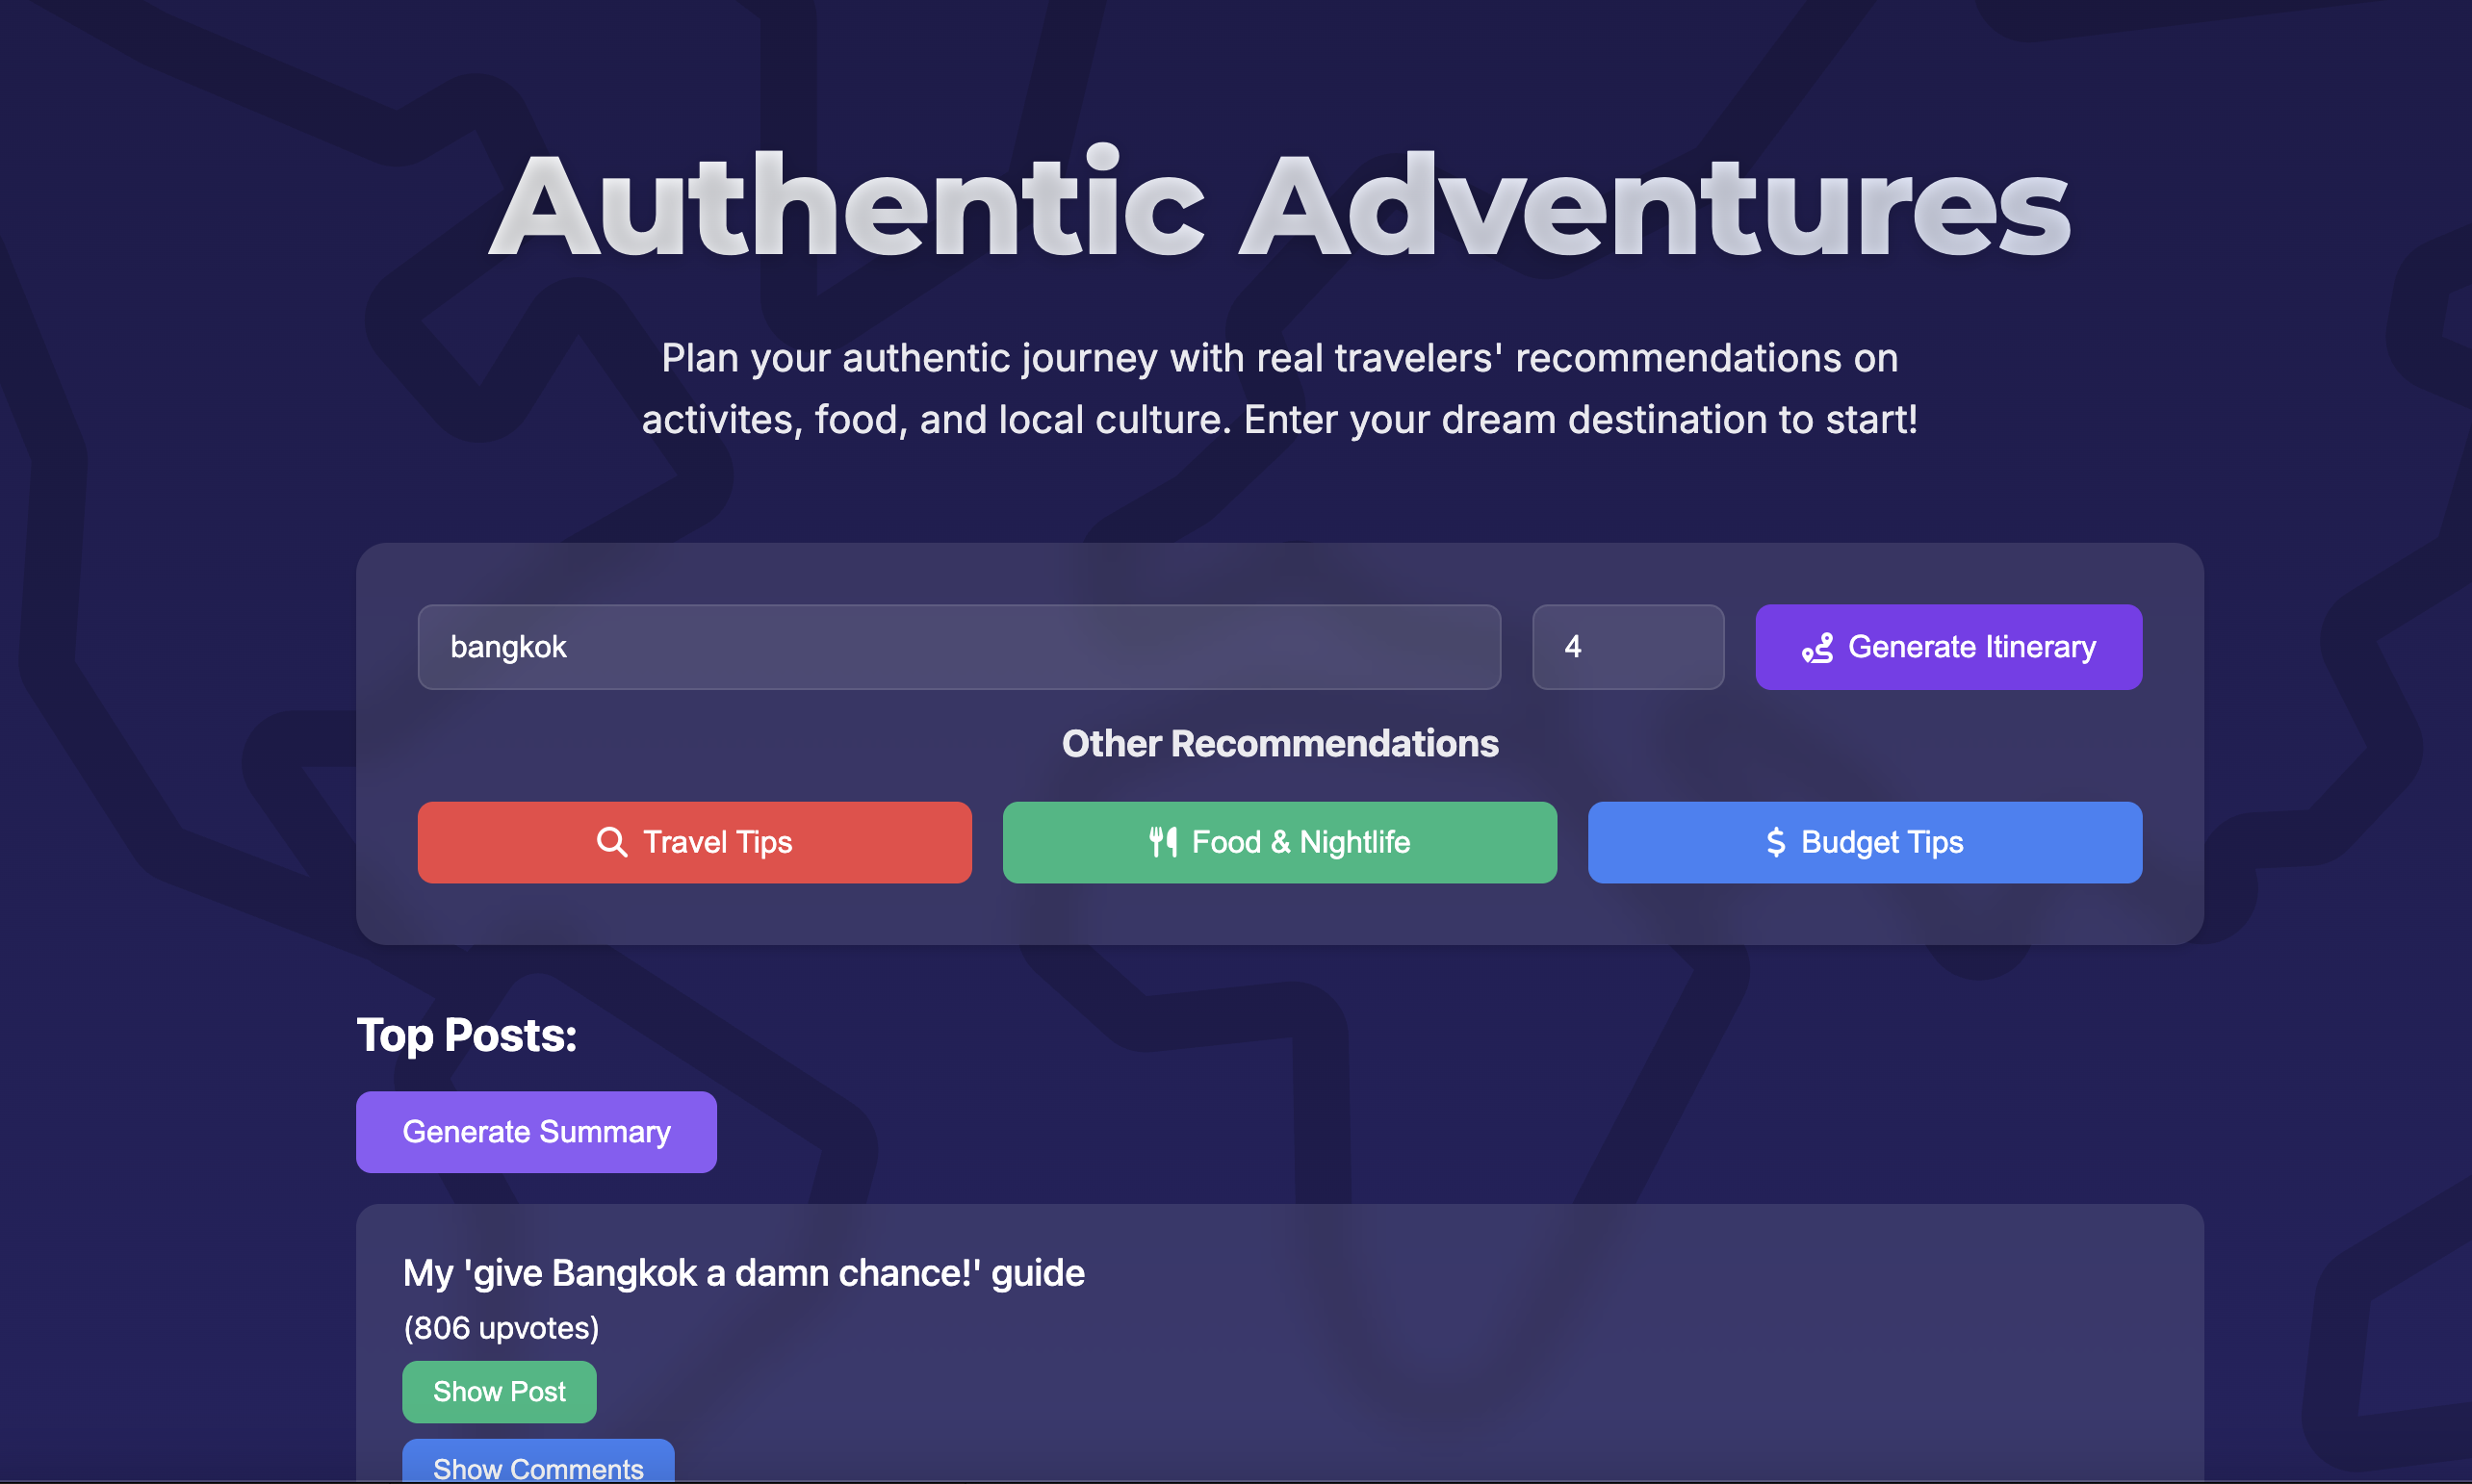 Authentic Adventures
Plan your authentic journey with real travelers' recommendations on
activites, food, and local culture. Enter your dream destination to start!
bangkok
4
Generate Itinerary
Other Recommendations
Travel Tips
Food & Nightlife
Budget Tips
Top Posts:
Generate Summary
My 'give Bangkok a damn chance!' guide
(806 upvotes)
Show Post
Show Comments